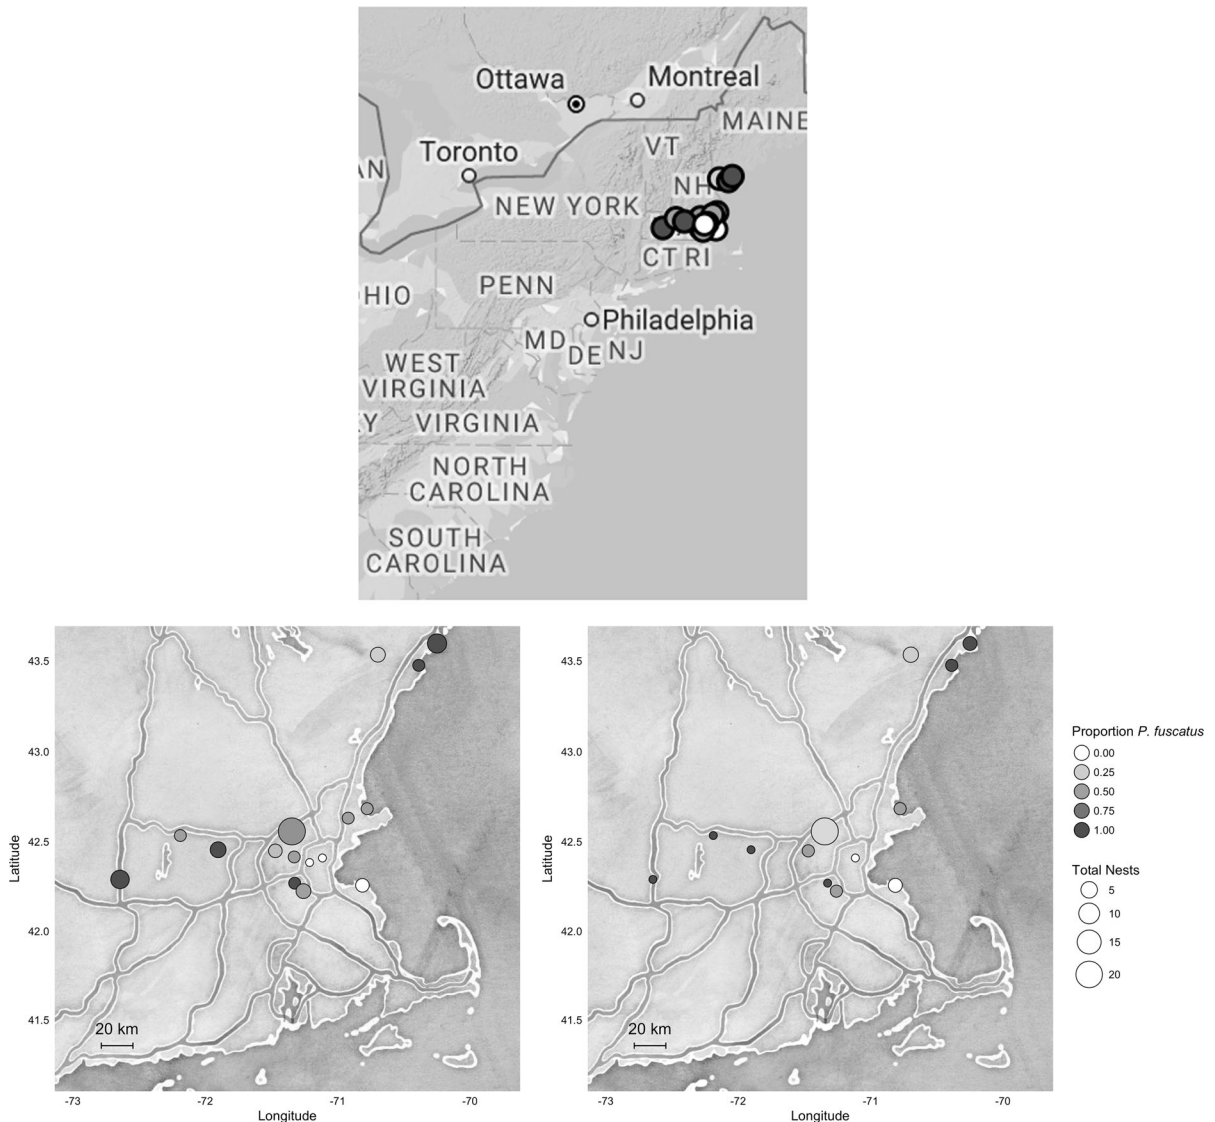 Ottawa
Montreal
MAINE
VT
Toronto
AN
NH
NEW YORK
CT RI
PENN
HIO
Philadelphia
MD
DE
NJ
WEST
VIRGINIA
Y
VIRGINIA
NORTH
CAROLINA
SOUTH
CAROLINA
43.5
43.0
42.5
42.0
41.5
Latitude
20 km
-73 -72 -71 -70
Longitude
43.5
43.0
42.5
42.0
41.5
Latitude
20 km
-73 -72 -71 -70
Longitude
Proportion P. fuscatus
0.00
0.25
0.50
0.75
1.00
Total Nests
5
10
15
20